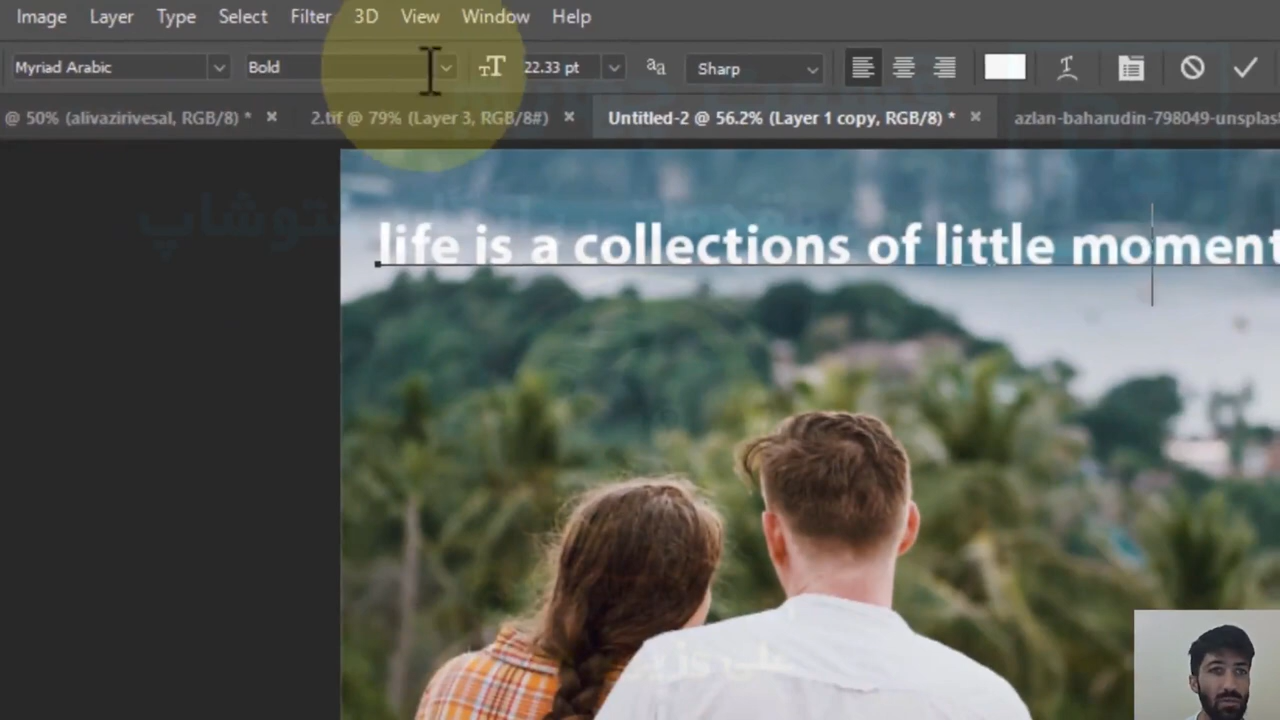 Image Layer Type Select Filter 3D View Window Help
Myriad Arabic Bold 22.33 pt Sharp
@ 50% (alivazirivesal, RGB/8) * 2.tif @ 79% (Layer 3, RGB/8#) Untitled-2 @ 56.2% (Layer 1 copy, RGB/8) * azlan-baharudin-798049-unsplas
life is a collections of little moment